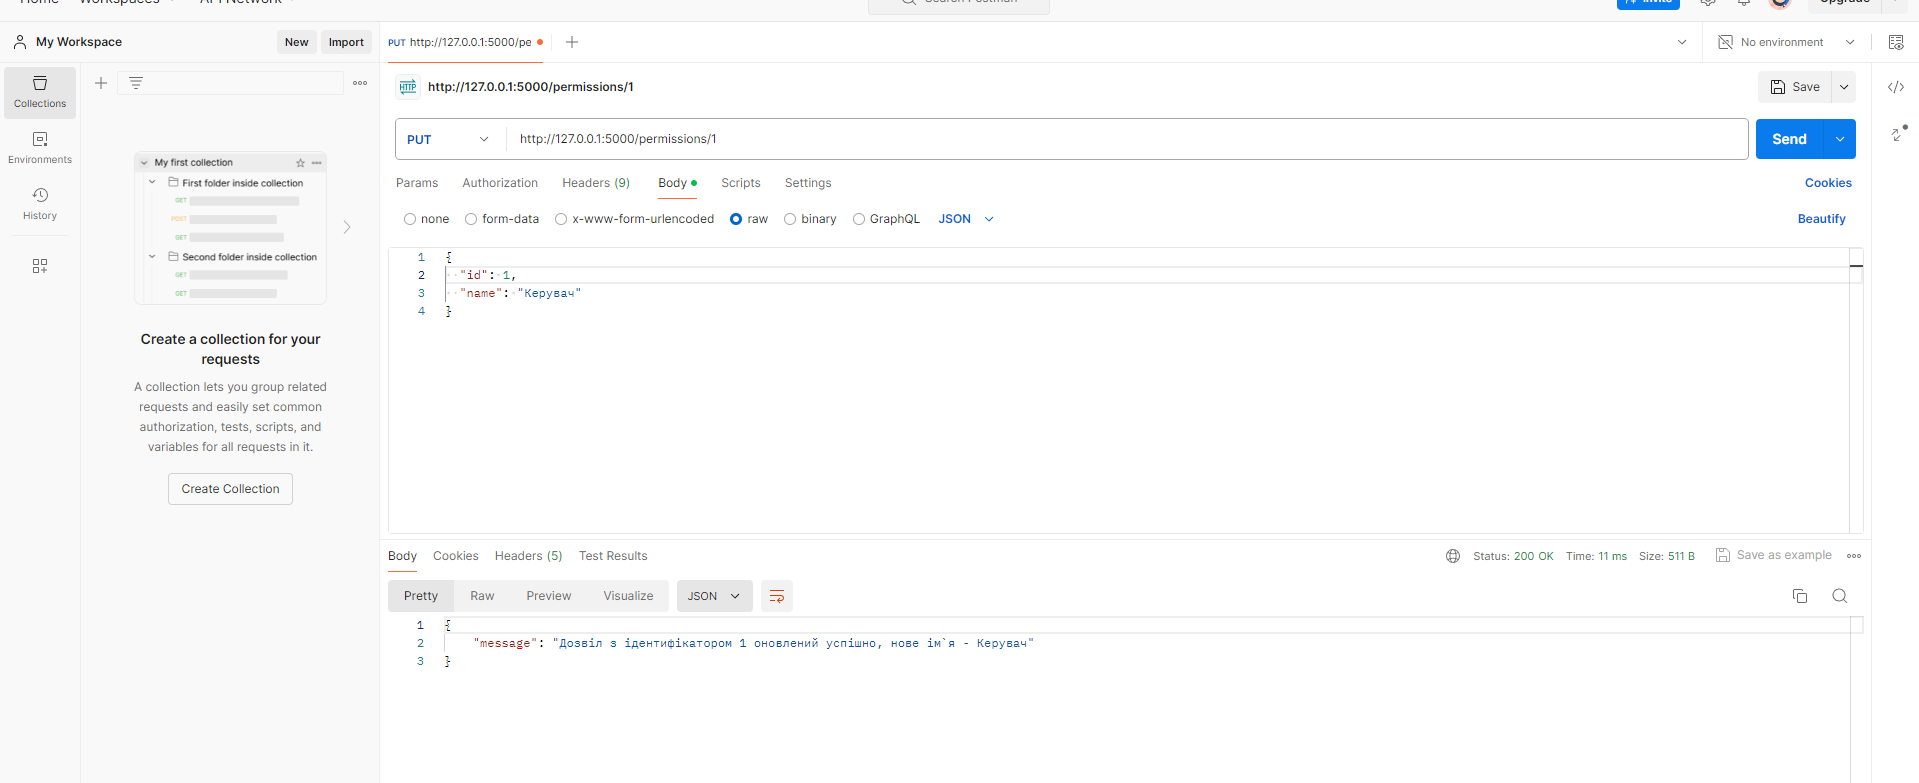 Home Workspaces API Network Search Postman Invite Upgrade
My Workspace New Import PUT http://127.0.0.1:5000/pe No environment
Collections
Environments
History
My first collection
First folder inside collection
GET
POST
GET
Second folder inside collection
GET
GET
Create a collection for your
requests
A collection lets you group related
requests and easily set common
authorization, tests, scripts, and
variables for all requests in it.
Create Collection
HTTP http://127.0.0.1:5000/permissions/1 Save
PUT http://127.0.0.1:5000/permissions/1 Send
Params Authorization Headers (9) Body Scripts Settings Cookies
none form-data x-www-form-urlencoded raw binary GraphQL JSON Beautify
1 {
2 "id": 1,
3 "name": "Керувач"
4 }
Body Cookies Headers (5) Test Results Status: 200 OK Time: 11 ms Size: 511 B Save as example
Pretty Raw Preview Visualize JSON
1 {
2 "message": "Дозвіл з ідентифікатором 1 оновлений успішно, нове ім`я - Керувач"
3 }